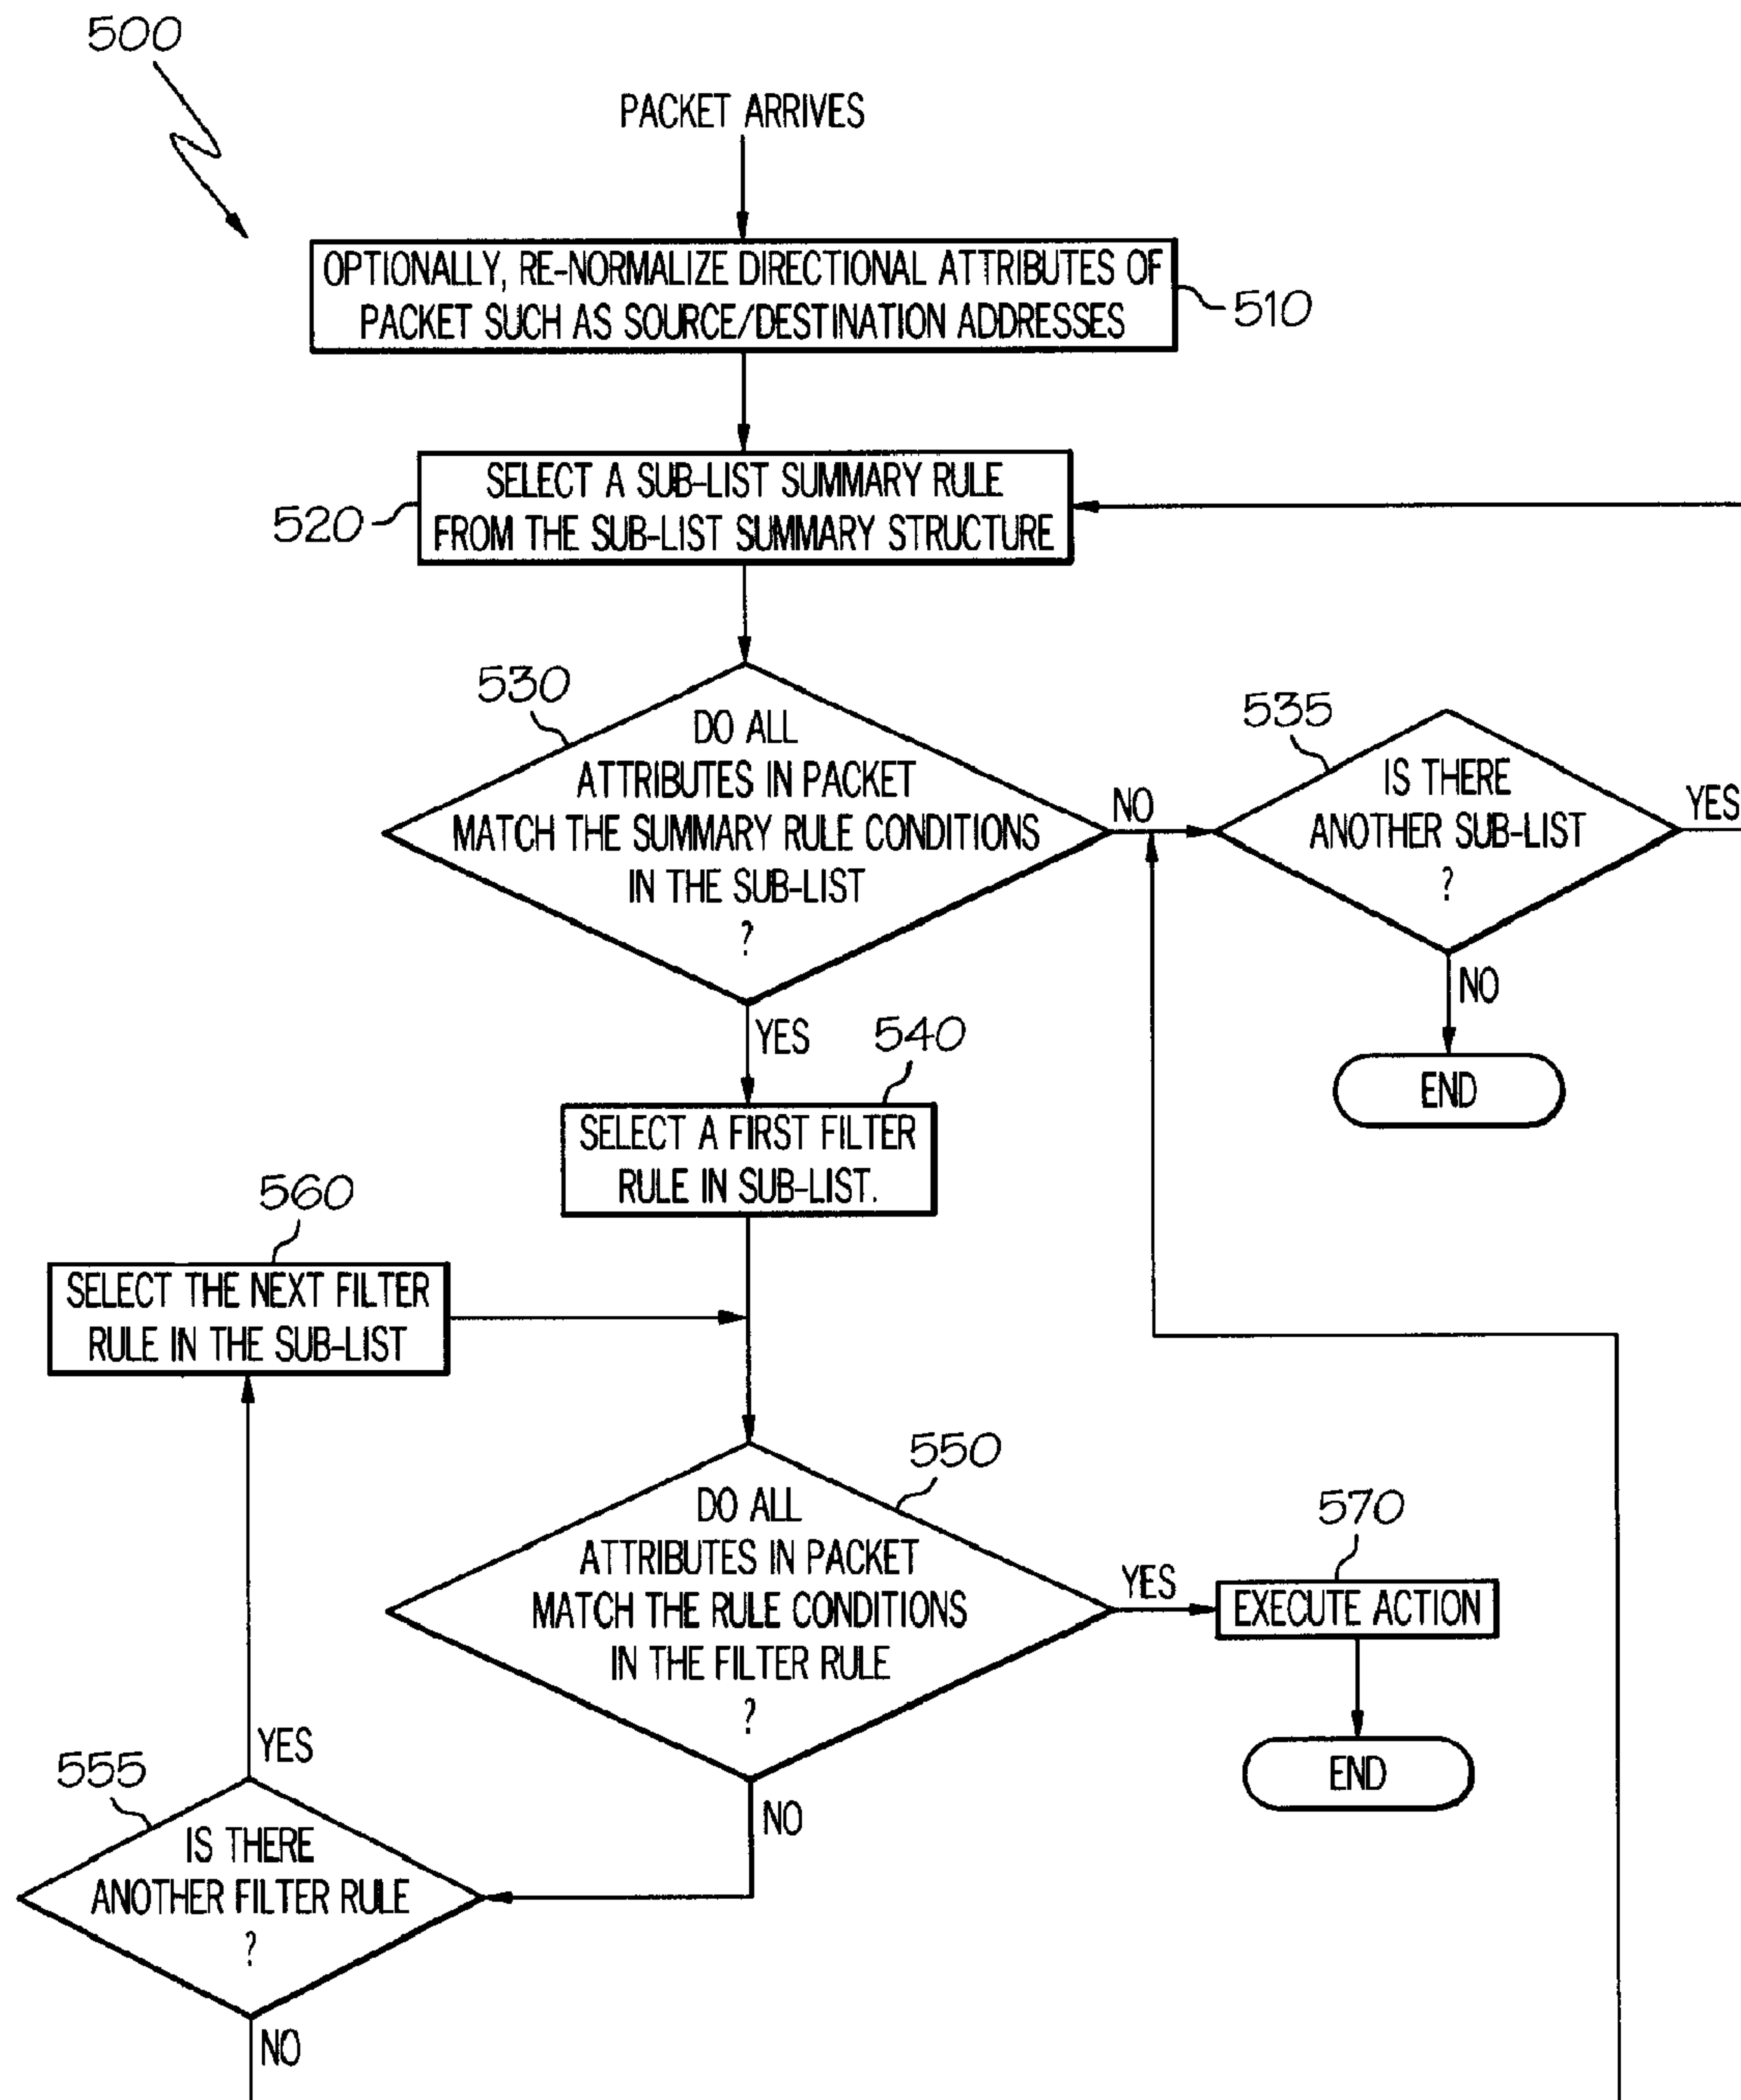 500
PACKET ARRIVES
OPTIONALLY, RE-NORMALIZE DIRECTIONAL ATTRIBUTES OF
PACKET SUCH AS SOURCE/DESTINATION ADDRESSES
510
SELECT A SUB-LIST SUMMARY RULE
FROM THE SUB-LIST SUMMARY STRUCTURE
520
530
DO ALL
ATTRIBUTES IN PACKET
MATCH THE SUMMARY RULE CONDITIONS
IN THE SUB-LIST
?
NO
535
IS THERE
ANOTHER SUB-LIST
?
YES
NO
END
YES
540
SELECT A FIRST FILTER
RULE IN SUB-LIST.
560
SELECT THE NEXT FILTER
RULE IN THE SUB-LIST
550
DO ALL
ATTRIBUTES IN PACKET
MATCH THE RULE CONDITIONS
IN THE FILTER RULE
?
YES
570
EXECUTE ACTION
END
NO
YES
555
IS THERE
ANOTHER FILTER RULE
?
NO